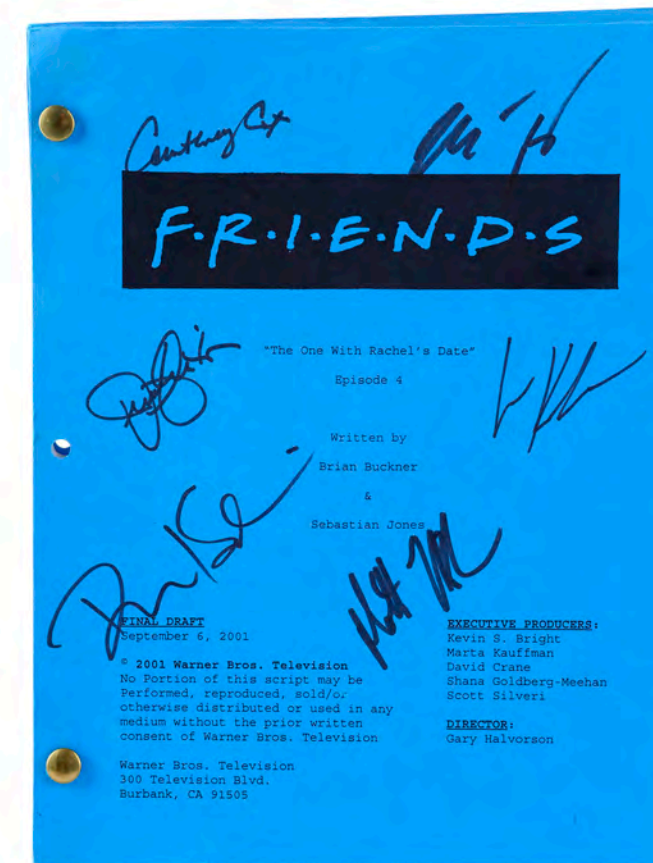 Courteney Cox
F·R·I·E·N·D·S
"The One With Rachel's Date"
Episode 4
Written by
Brian Buckner
&
Sebastian Jones
FINAL DRAFT
September 6, 2001
© 2001 Warner Bros. Television
No Portion of this script may be
Performed, reproduced, sold/or
otherwise distributed or used in any
medium without the prior written
consent of Warner Bros. Television
Warner Bros. Television
300 Television Blvd.
Burbank, CA 91505
EXECUTIVE PRODUCERS:
Kevin S. Bright
Marta Kauffman
David Crane
Shana Goldberg-Meehan
Scott Silveri
DIRECTOR:
Gary Halvorson